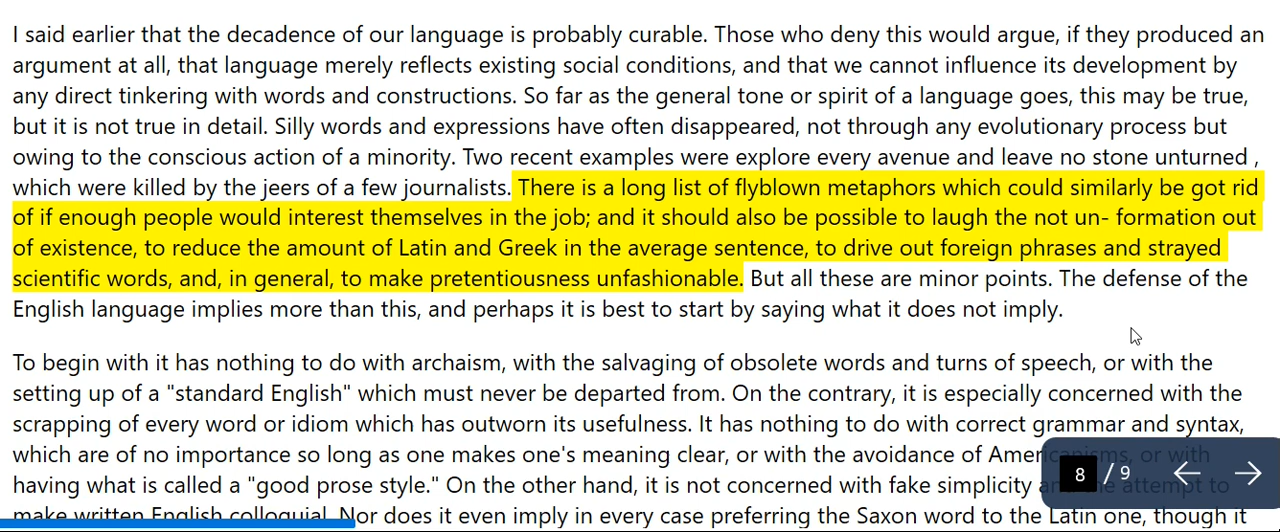 I said earlier that the decadence of our language is probably curable. Those who deny this would argue, if they produced an
argument at all, that language merely reflects existing social conditions, and that we cannot influence its development by
any direct tinkering with words and constructions. So far as the general tone or spirit of a language goes, this may be true,
but it is not true in detail. Silly words and expressions have often disappeared, not through any evolutionary process but
owing to the conscious action of a minority. Two recent examples were explore every avenue and leave no stone unturned ,
which were killed by the jeers of a few journalists. There is a long list of flyblown metaphors which could similarly be got rid
of if enough people would interest themselves in the job; and it should also be possible to laugh the not un- formation out
of existence, to reduce the amount of Latin and Greek in the average sentence, to drive out foreign phrases and strayed
scientific words, and, in general, to make pretentiousness unfashionable. But all these are minor points. The defense of the
English language implies more than this, and perhaps it is best to start by saying what it does not imply.
To begin with it has nothing to do with archaism, with the salvaging of obsolete words and turns of speech, or with the
setting up of a "standard English" which must never be departed from. On the contrary, it is especially concerned with the
scrapping of every word or idiom which has outworn its usefulness. It has nothing to do with correct grammar and syntax,
which are of no importance so long as one makes one's meaning clear, or with the avoidance of Americanisms, or with
having what is called a "good prose style." On the other hand, it is not concerned with fake simplicity and the attempt to
make written English colloquial. Nor does it even imply in every case preferring the Saxon word to the Latin one, though it
8 / 9